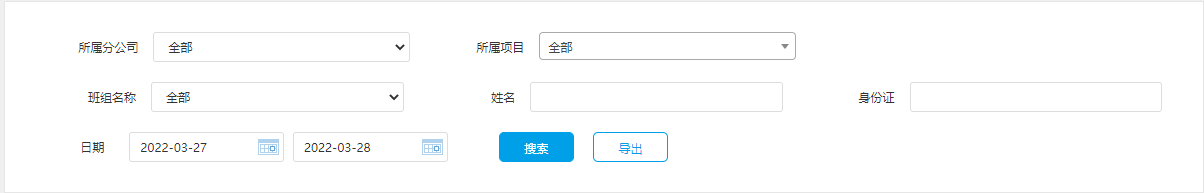 所属分公司 全部 所属项目 全部
班组名称 全部 姓名 身份证
日期 2022-03-27 2022-03-28 搜索 导出